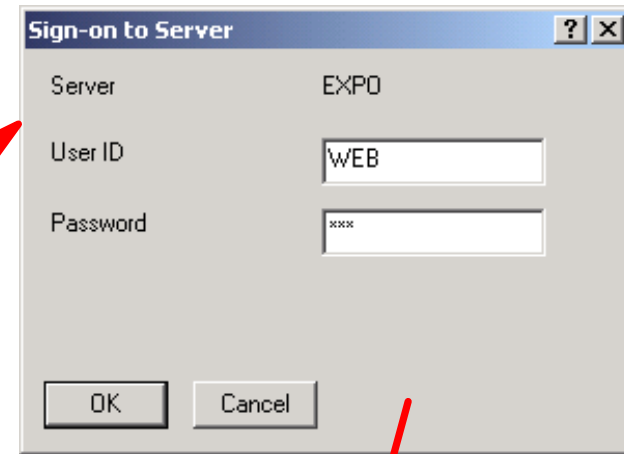 Sign-on to Server
Server EXPO
User ID WEB
Password ***
OK Cancel